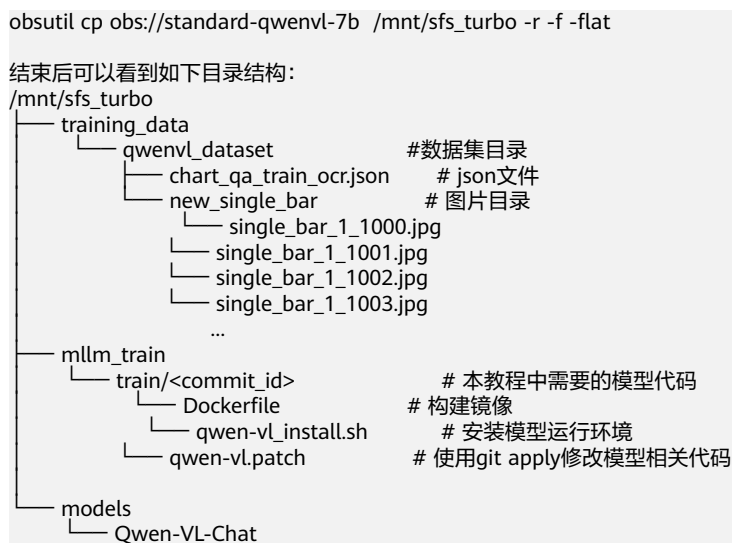 obsutil cp obs://standard-qwenvl-7b  /mnt/sfs_turbo -r -f -flat
结束后可以看到如下目录结构：
/mnt/sfs_turbo
├── training_data
│   └── qwenvl_dataset   #数据集目录
│       ├── chart_qa_train_ocr.json   # json文件
│       └── new_single_bar   # 图片目录
│           └── single_bar_1_1000.jpg
│           └── single_bar_1_1001.jpg
│           └── single_bar_1_1002.jpg
│           └── single_bar_1_1003.jpg
│           ...
├── mllm_train
│   └── train/<commit_id>   # 本教程中需要的模型代码
│       └── Dockerfile   # 构建镜像
│       └── qwen-vl_install.sh   # 安装模型运行环境
│       └── qwen-vl.patch   # 使用git apply修改模型相关代码
│
└── models
    └── Qwen-VL-Chat